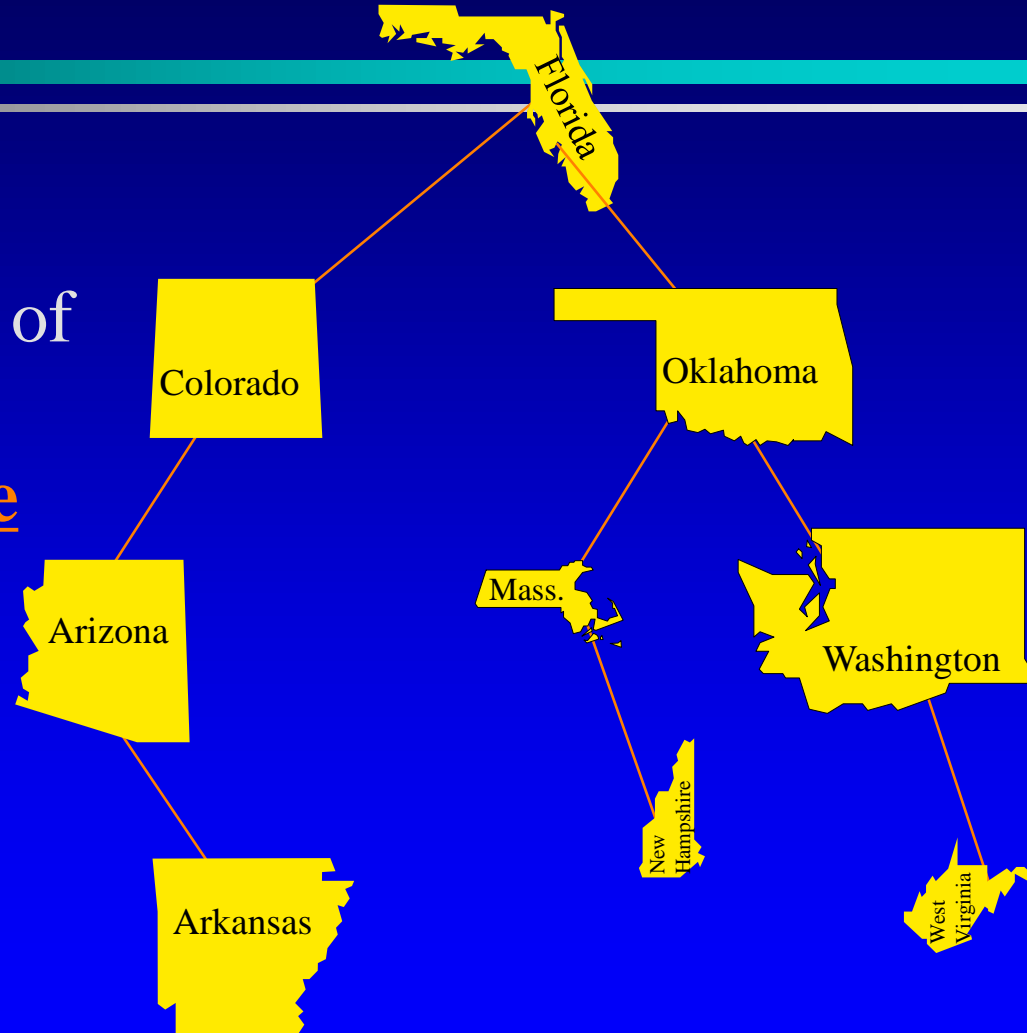 Florida
of
Colorado
Oklahoma
e
Mass.
Arizona
Washington
New
Hampshire
West
Virginia
Arkansas